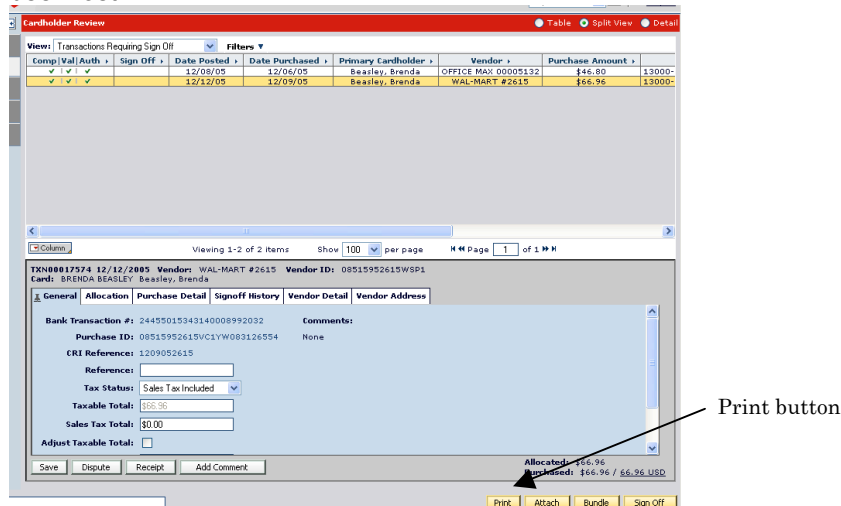 Cardholder Review Table Split View Detail
View: Transactions Requiring Sign Off Filters
Comp Val Auth Sign Off Date Posted Date Purchased Primary Cardholder Vendor Purchase Amount
12/08/05 12/06/05 Beasley, Brenda OFFICE MAX 00005132 $46.80 13000-
12/12/05 12/09/05 Beasley, Brenda WAL-MART #2615 $66.96 13000-
Column Viewing 1-2 of 2 items Show 100 per page Page 1 of 1
TXN00017574 12/12/2005 Vendor: WAL-MART #2615 Vendor ID: 08515952615WSP1
Card: BRENDA BEASLEY Beasley, Brenda
General Allocation Purchase Detail Signoff History Vendor Detail Vendor Address
Bank Transaction #: 24455015343140008992032 Comments:
Purchase ID: 08515952615VC1YW083126554 None
CRI Reference: 1209052615
Reference:
Tax Status: Sales Tax Included
Taxable Total: $66.96
Sales Tax Total: $0.00
Adjust Taxable Total:
Print button
Save Dispute Receipt Add Comment
Allocated: $66.96
Purchased: $66.96 / 66.96 USD
Print Attach Bundle Sign Off